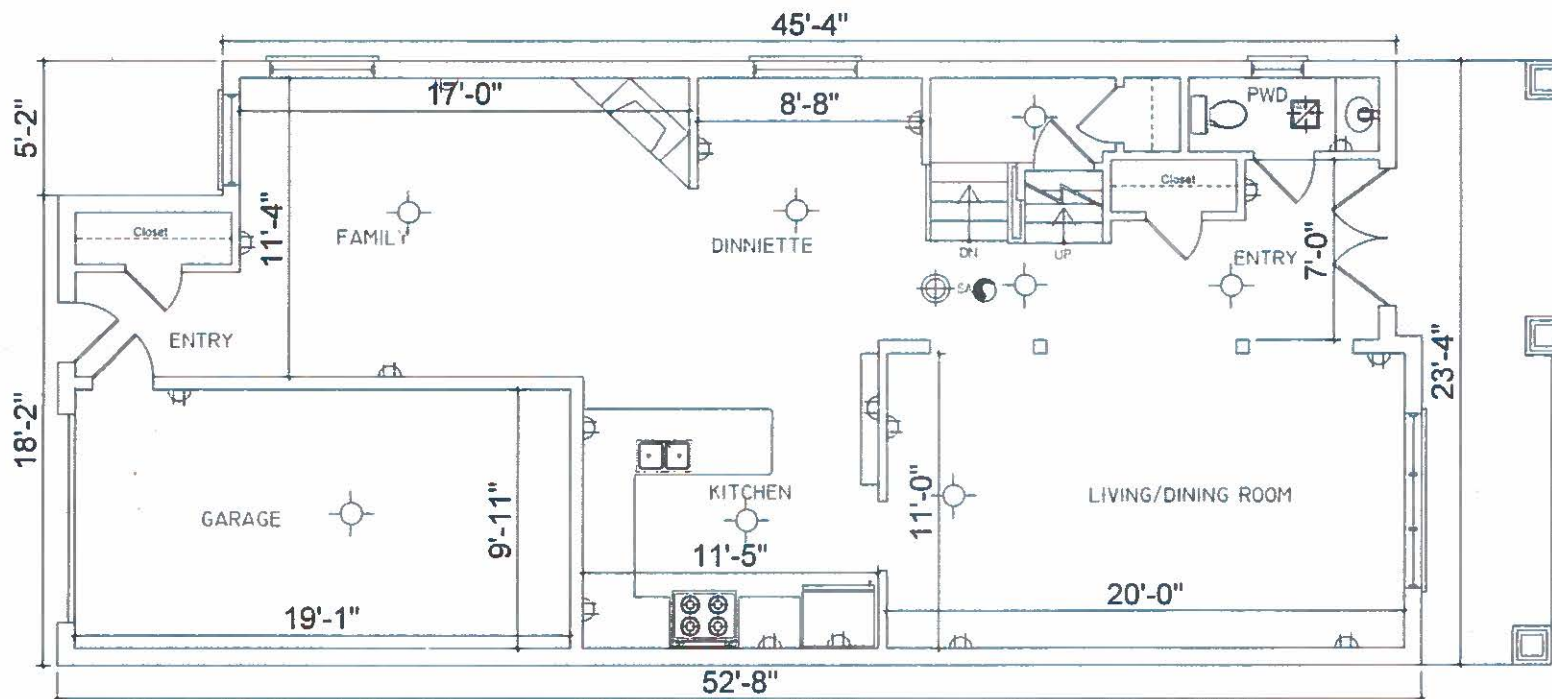 45'-4"
17'-0"
8'-8"
PWD
5'-2"
Closet
Closet
11'-4"
FAMILY
DINNIETTE
DN
UP
ENTRY
7'-0"
SA
ENTRY
23'-4"
18'-2"
GARAGE
9'-11"
KITCHEN
11'-0"
LIVING/DINING ROOM
11'-5"
19'-1"
20'-0"
52'-8"